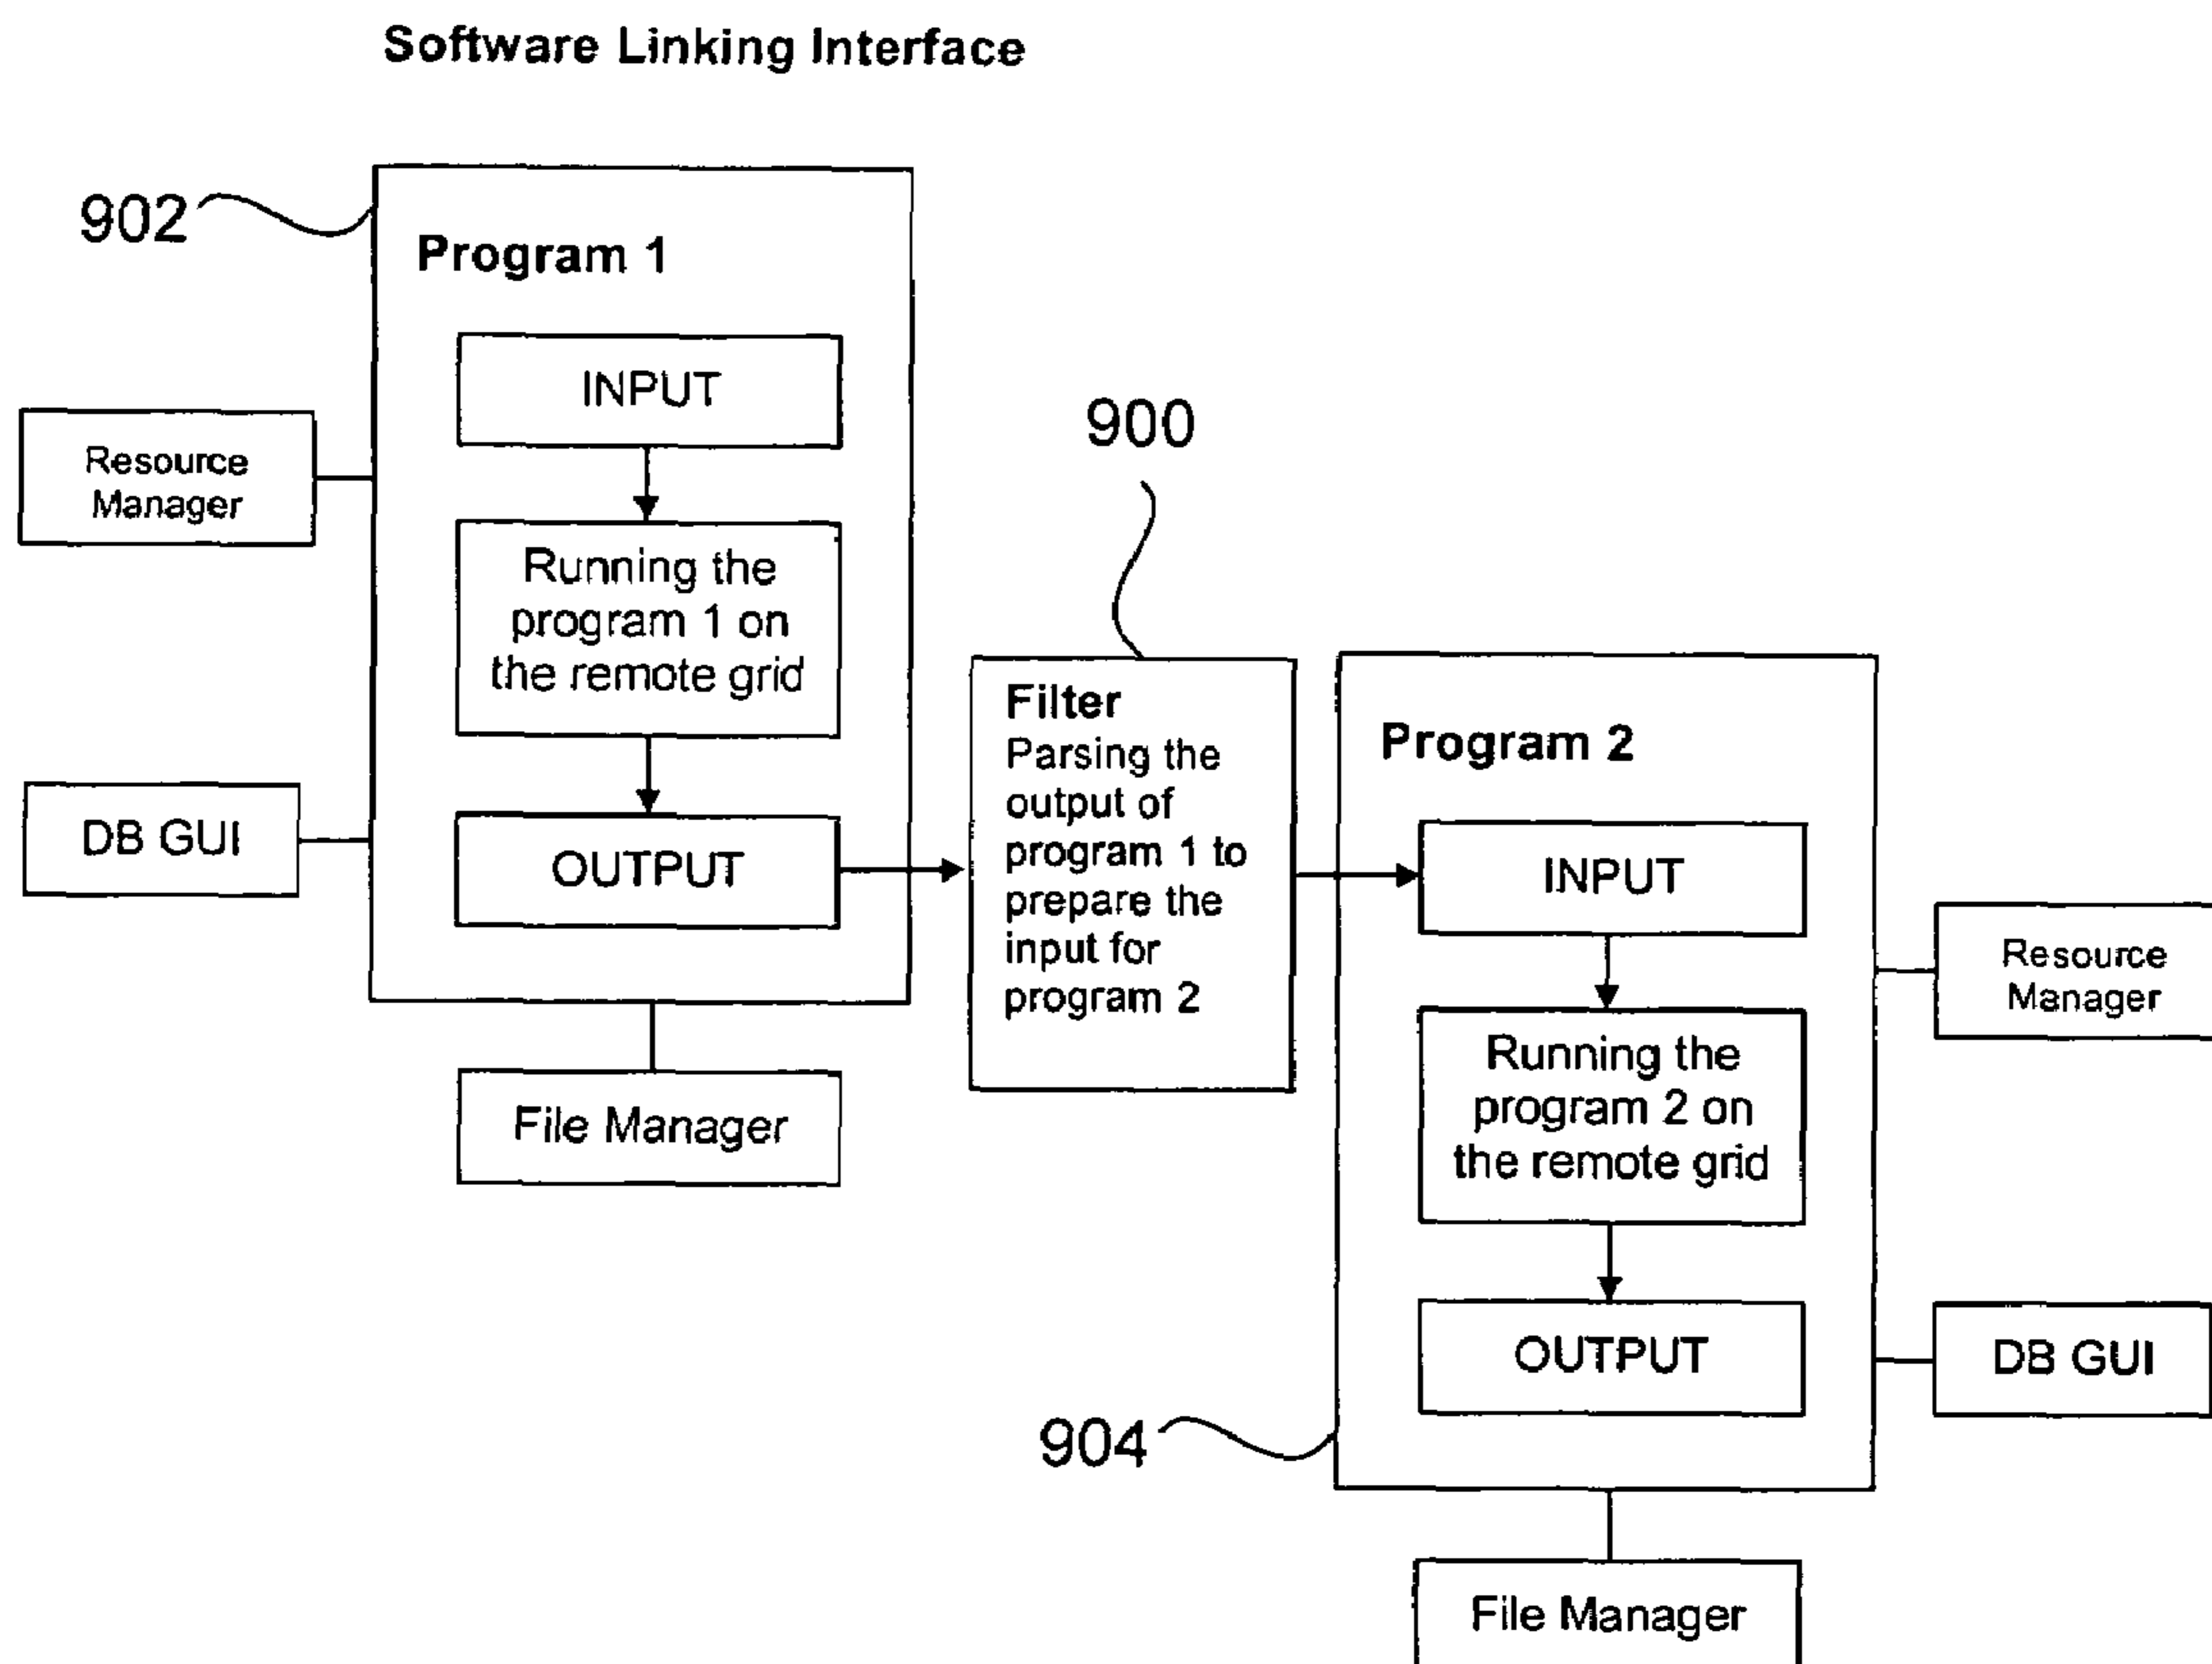 Software Linking Interface
902
Program 1
INPUT
Resource
Manager
Running the
program 1 on
the remote grid
DB GUI
OUTPUT
File Manager
900
Filter
Parsing the
output of
program 1 to
prepare the
input for
program 2
Program 2
INPUT
Resource
Manager
Running the
program 2 on
the remote grid
OUTPUT
DB GUI
904
File Manager